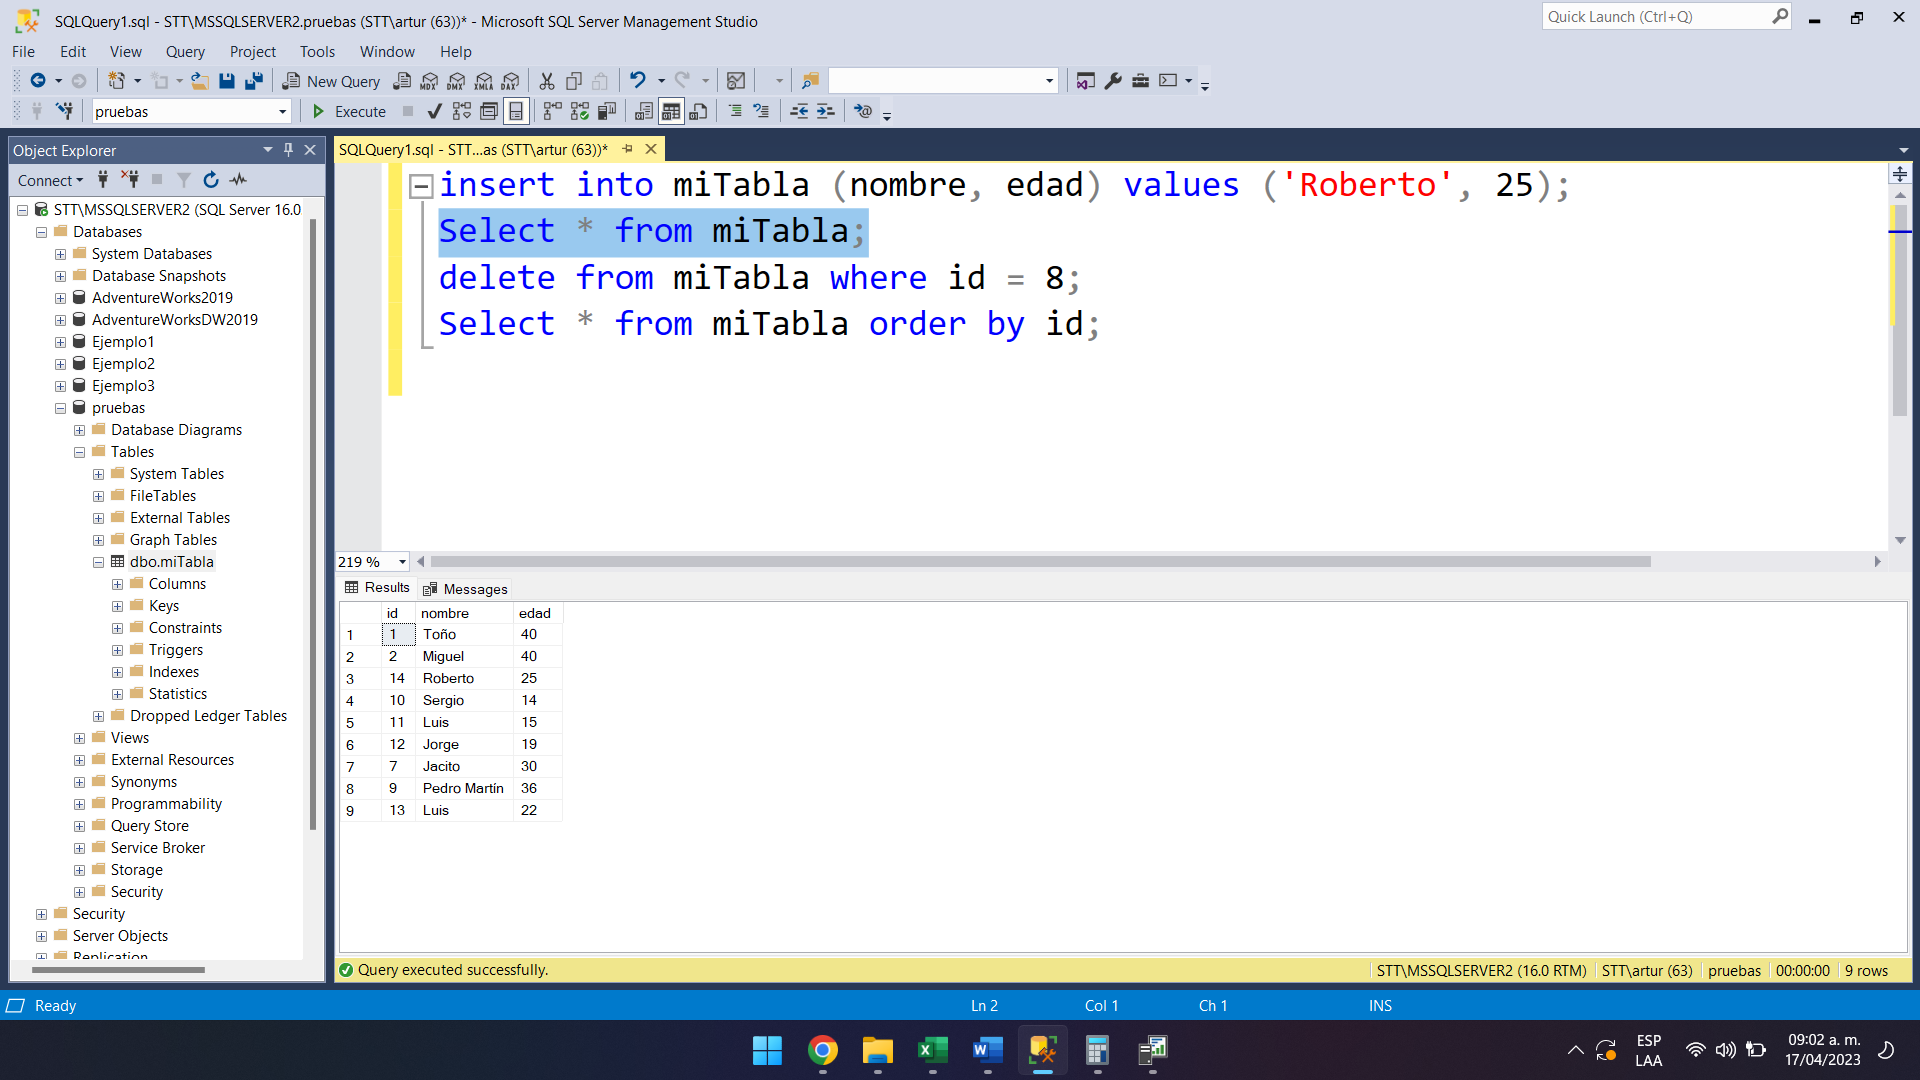 SQLQuery1.sql - STT\MSSQLSERVER2.pruebas (STT\artur (63))* - Microsoft SQL Server Management Studio
Quick Launch (Ctrl+Q)
File Edit View Query Project Tools Window Help
New Query MDX DMX XMLA DAX
pruebas Execute
Object Explorer
Connect
STT\MSSQLSERVER2 (SQL Server 16.0
Databases
System Databases
Database Snapshots
AdventureWorks2019
AdventureWorksDW2019
Ejemplo1
Ejemplo2
Ejemplo3
pruebas
Database Diagrams
Tables
System Tables
FileTables
External Tables
Graph Tables
dbo.miTabla
Columns
Keys
Constraints
Triggers
Indexes
Statistics
Dropped Ledger Tables
Views
External Resources
Synonyms
Programmability
Query Store
Service Broker
Storage
Security
Security
Server Objects
Replication
SQLQuery1.sql - STT...as (STT\artur (63))*
insert into miTabla (nombre, edad) values ('Roberto', 25);
Select * from miTabla;
delete from miTabla where id = 8;
Select * from miTabla order by id;
219 %
Results Messages
id nombre edad
1 1 Toño 40
2 2 Miguel 40
3 14 Roberto 25
4 10 Sergio 14
5 11 Luis 15
6 12 Jorge 19
7 7 Jacito 30
8 9 Pedro Martín 36
9 13 Luis 22
Query executed successfully.
STT\MSSQLSERVER2 (16.0 RTM) STT\artur (63) pruebas 00:00:00 9 rows
Ready Ln 2 Col 1 Ch 1 INS
ESP
LAA
09:02 a. m.
17/04/2023